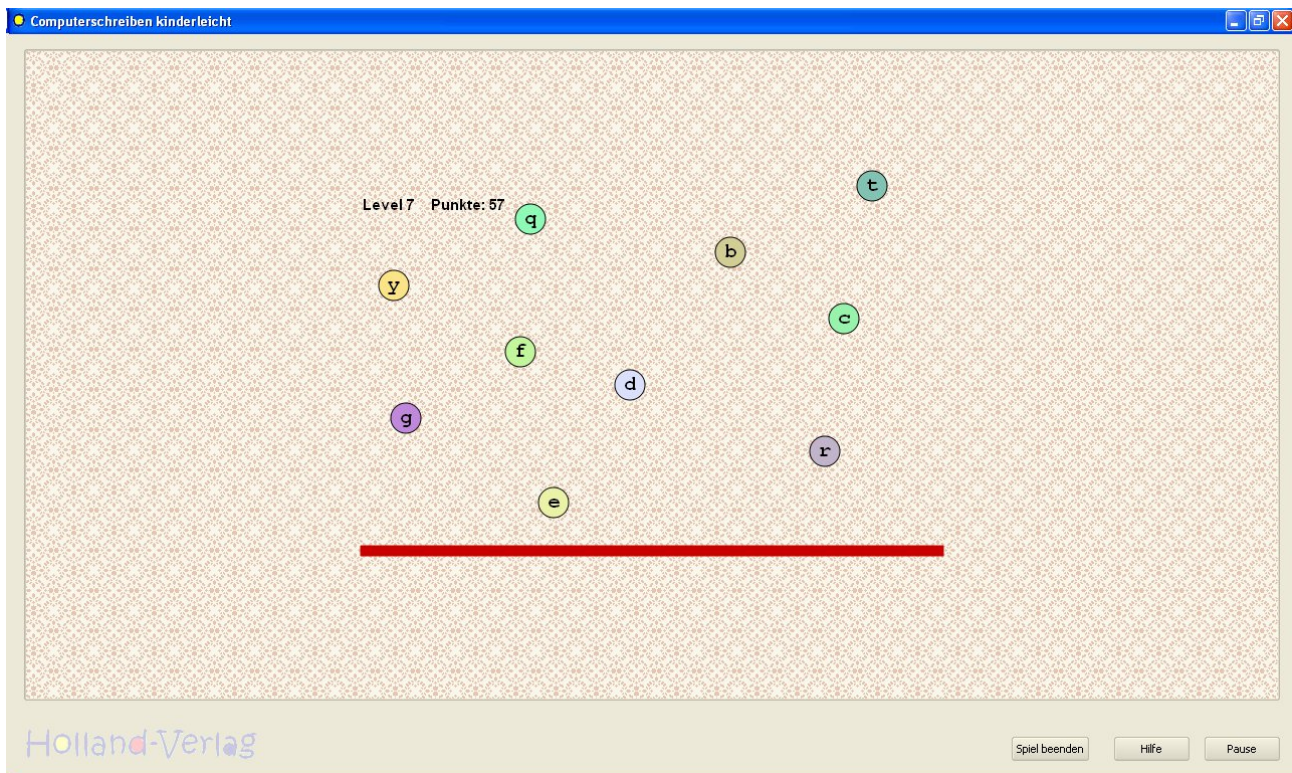 Computerschreiben kinderleicht
t
Level 7 Punkte: 57
q
b
y
c
f
d
g
r
e
Holland-Verlag
Spiel beenden Hilfe Pause